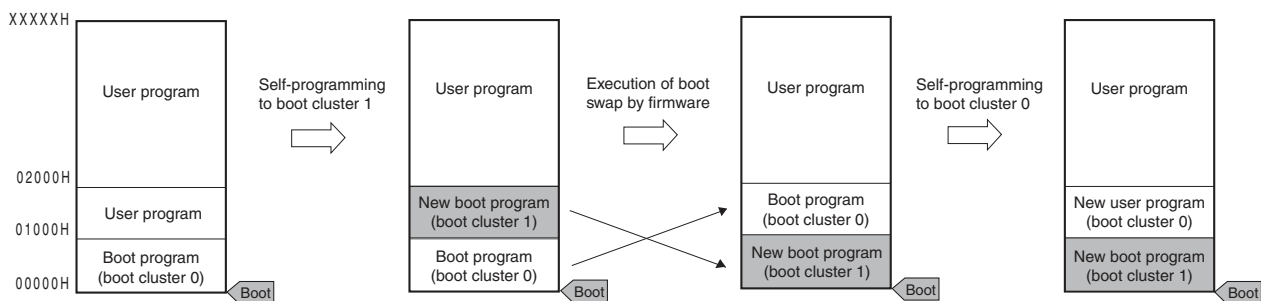 XXXXXH
User program
02000H
User program
01000H
Boot program
(boot cluster 0)
00000H
Boot
Self-programming
to boot cluster 1
User program
New boot program
(boot cluster 1)
Boot program
(boot cluster 0)
Boot
Execution of boot
swap by firmware
User program
Boot program
(boot cluster 0)
New boot program
(boot cluster 1)
Boot
Self-programming
to boot cluster 0
User program
New user program
(boot cluster 0)
New boot program
(boot cluster 1)
Boot